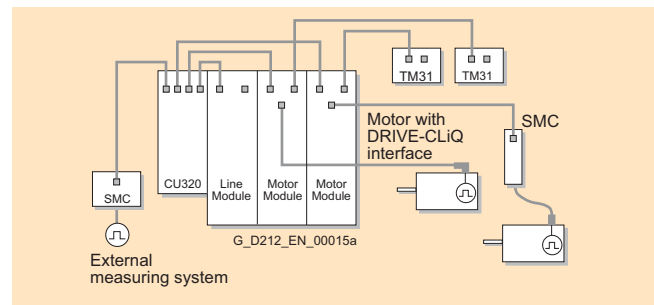 TM31
TM31
Motor with
DRIVE-CLiQ
interface
SMC
CU320
Line
Module
Motor
Module
Motor
Module
SMC
G_D212_EN_00015a
External
measuring system